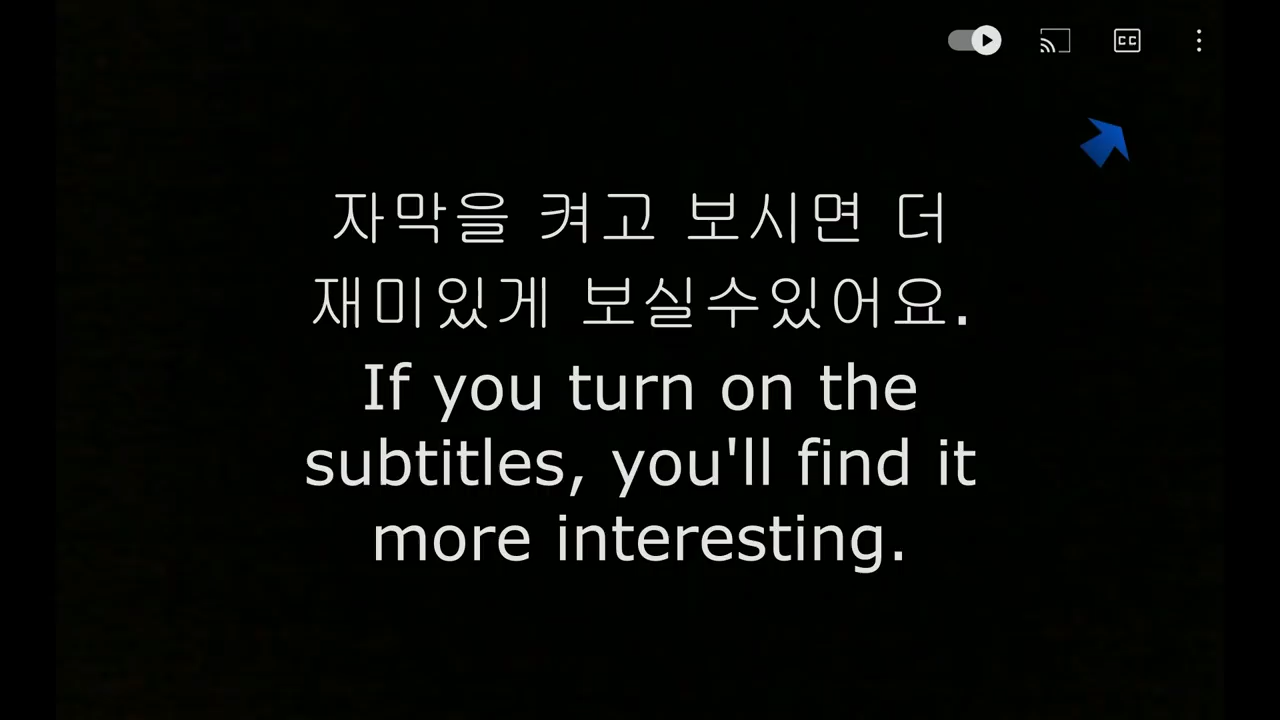 CC
자막을 켜고 보시면 더
재미있게 보실수있어요.
If you turn on the
subtitles, you'll find it
more interesting.